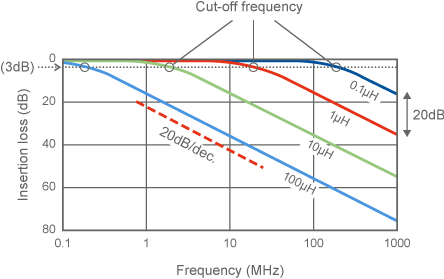 Cut-off frequency
0
(3dB)
20
40
60
80
Insertion loss (dB)
0.1μH
1μH
10μH
100μH
20dB/dec.
20dB
0.1
1
10
100
1000
Frequency (MHz)